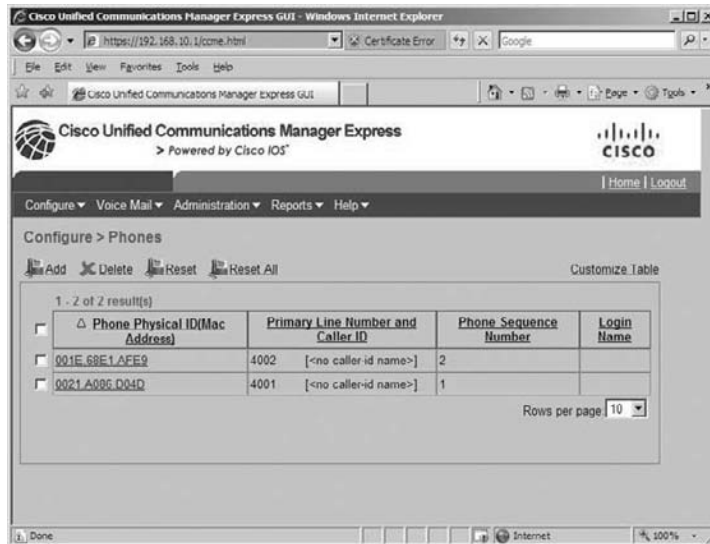 Cisco Unified Communications Manager Express GUI - Windows Internet Explorer
https://192.168.10.1/ccme.html Certificate Error Google
File Edit View Favorites Tools Help
Cisco Unified Communications Manager Express GUI Page Tools
Cisco Unified Communications Manager Express
> Powered by Cisco IOS
CISCO
| Home | Logout
Configure Voice Mail Administration Reports Help
Configure > Phones
Add Delete Reset Reset All Customize Table
1 - 2 of 2 result(s)
Phone Physical ID(Mac Address) Primary Line Number and Caller ID Phone Sequence Number Login Name
001E.68E1.AFE9 4002 [<no caller-id name>] 2
0021.A086.D04D 4001 [<no caller-id name>] 1
Rows per page 10
Done Internet 100%